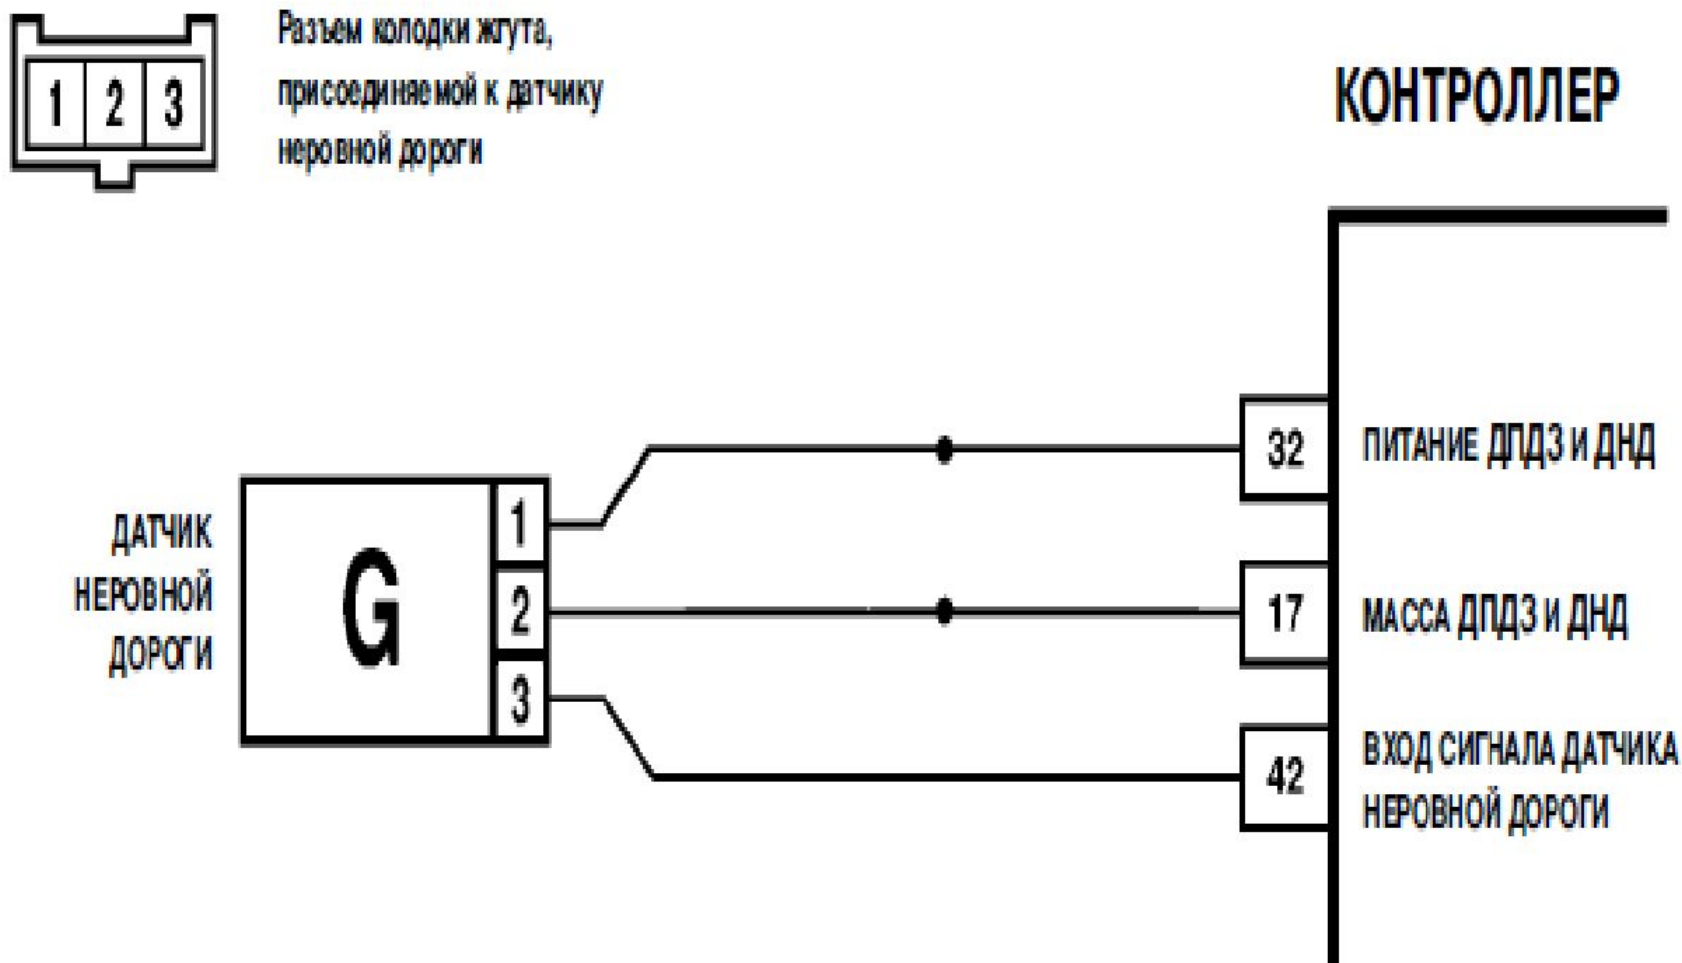 Разъем колодки жгута,
1 2 3
присоединяемой к датчику
неровной дороги
КОНТРОЛЛЕР
32
ПИТАНИЕ ДПДЗ И ДНД
ДАТЧИК
НЕРОВНОЙ
ДОРОГИ
G
1
2
3
17
МАССА ДПДЗ И ДНД
42
ВХОД СИГНАЛА ДАТЧИКА
НЕРОВНОЙ ДОРОГИ